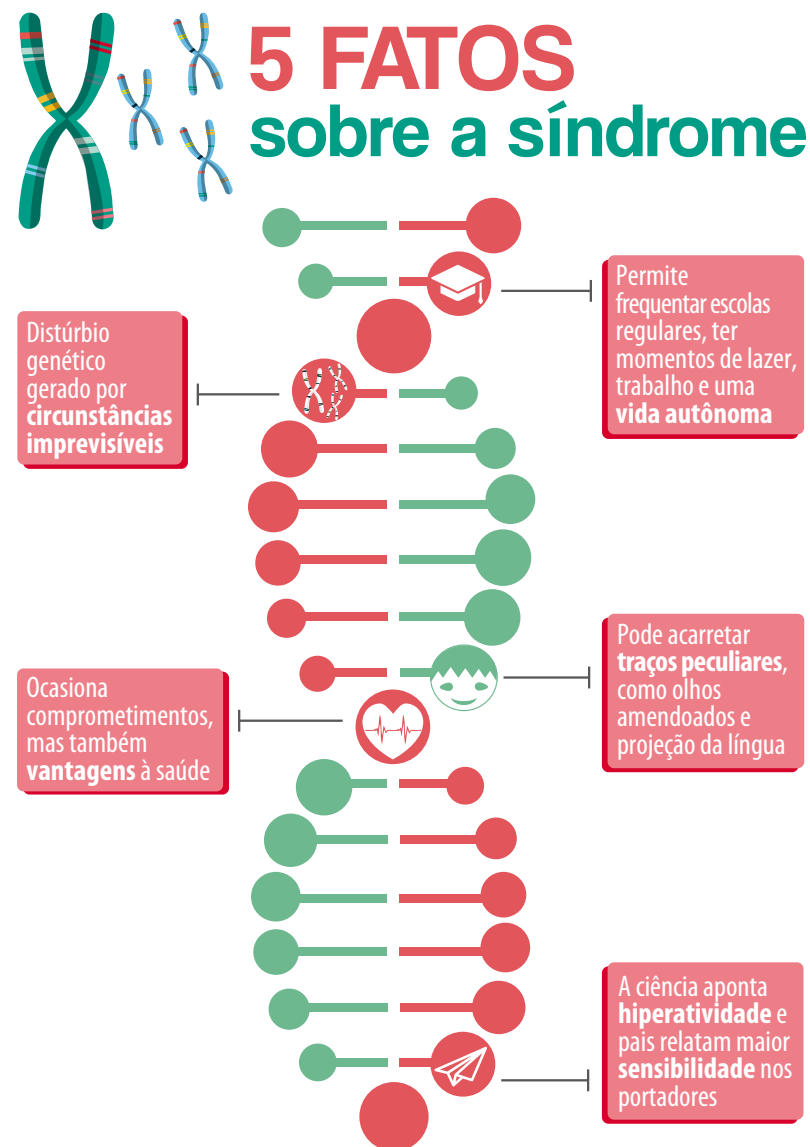 5 FATOS
sobre a síndrome
Permite
frequentar escolas
regulares, ter
momentos de lazer,
trabalho e uma
vida autônoma
Distúrbio
genético
gerado por
circunstâncias
imprevisíveis
Pode acarretar
traços peculiares,
como olhos
amendoados e
projeção da língua
Ocasiona
comprometimentos,
mas também
vantagens à saúde
A ciência aponta
hiperatividade e
pais relatam maior
sensibilidade nos
portadores